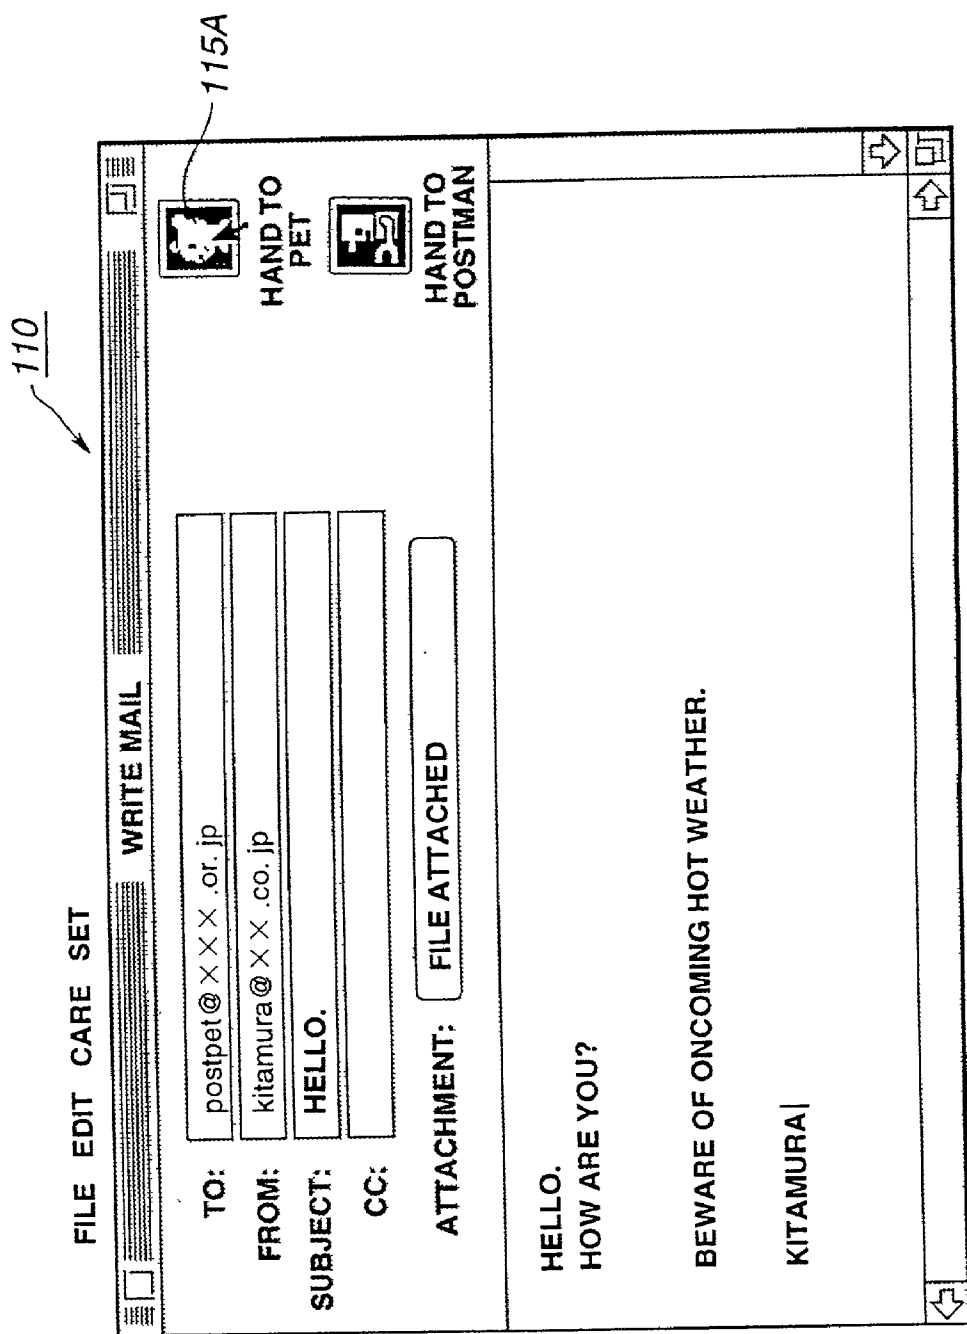 110
115A
FILE EDIT CARE SET
WRITE MAIL
TO: postpet@×××.or.jp
FROM: kitamura@××.co.jp
SUBJECT: HELLO.
CC:
ATTACHMENT: FILE ATTACHED
HAND TO
PET
HAND TO
POSTMAN
HELLO.
HOW ARE YOU?
BEWARE OF ONCOMING HOT WEATHER.
KITAMURA